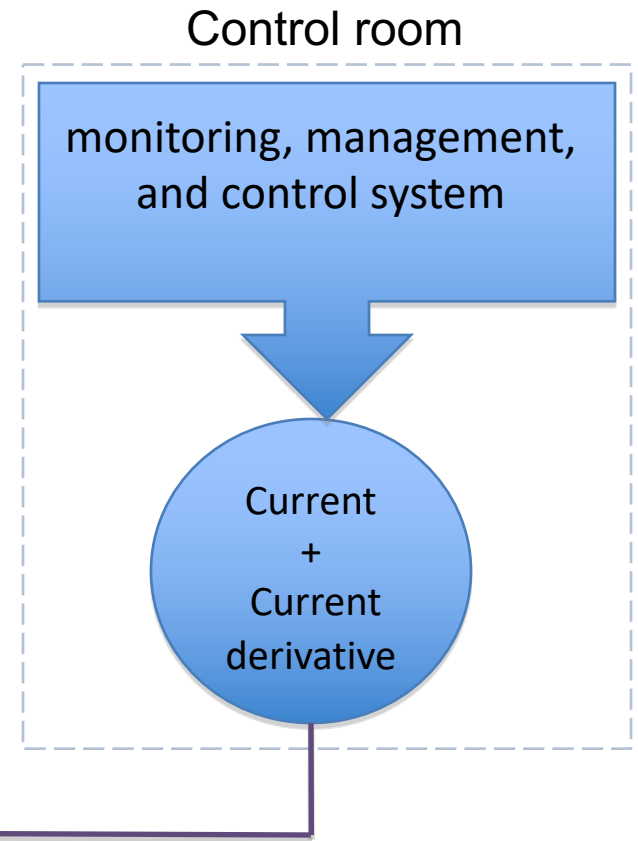 Control room
monitoring, management,
and control system
Current
+
Current
derivative